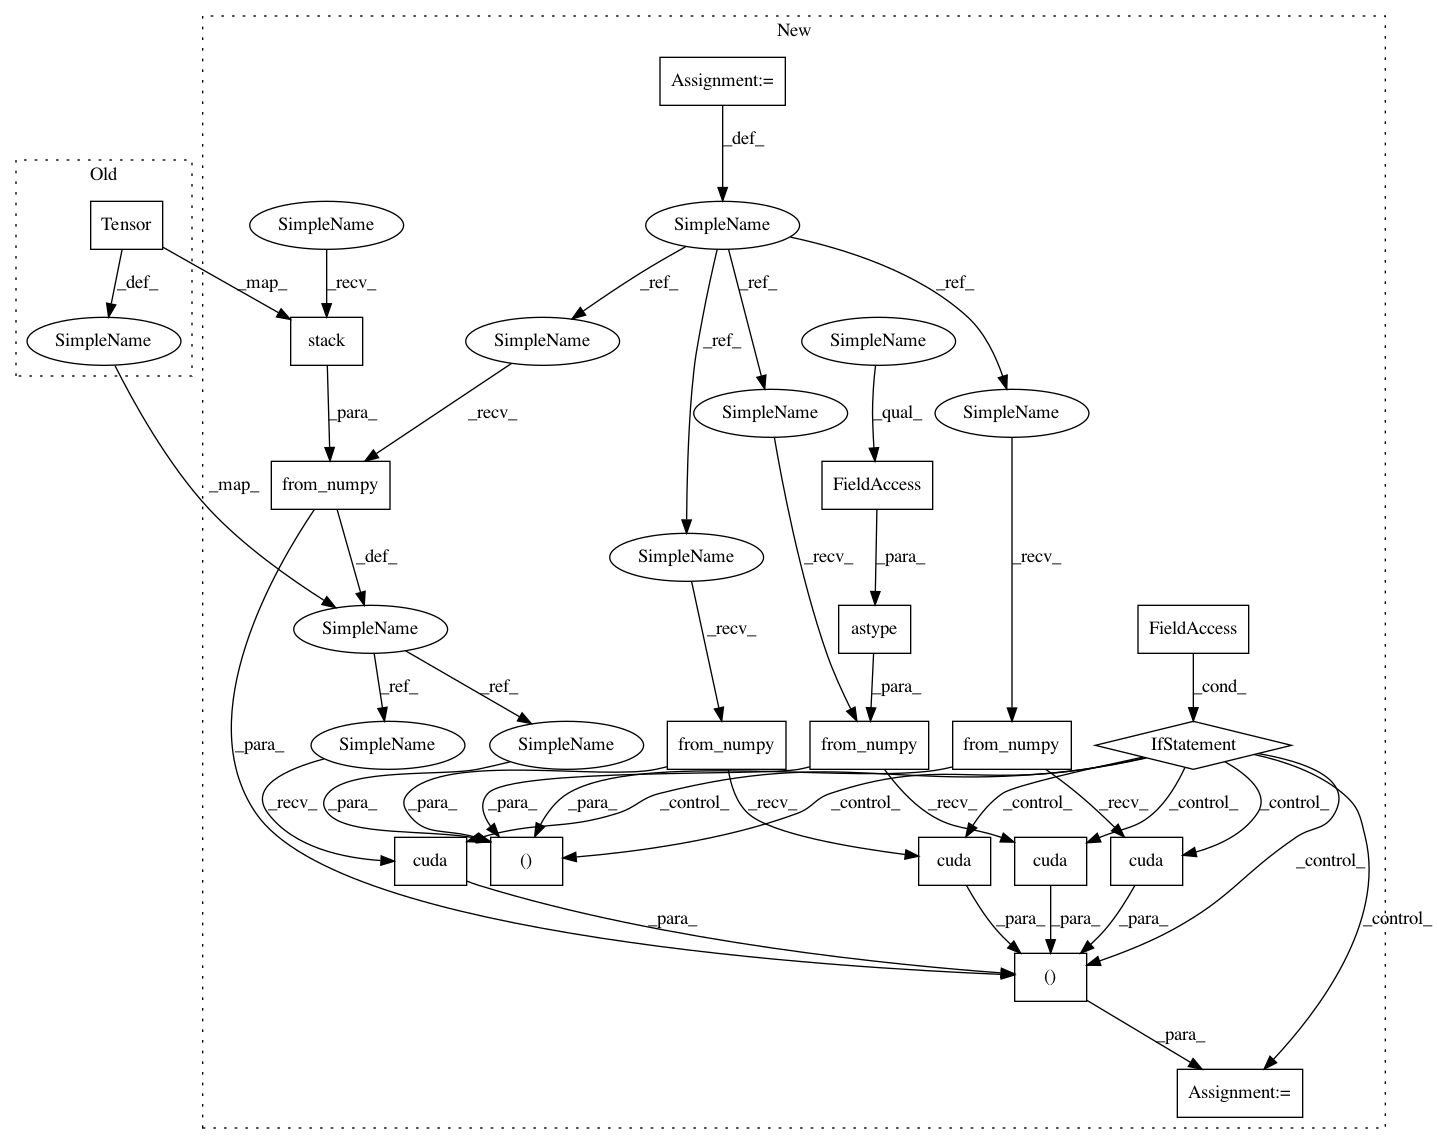 New
Assignment:=
_def_
Old
Tensor
SimpleName
SimpleName
_def_
_map_
_recv_
_ref_
_ref_
_ref_
SimpleName
stack
SimpleName
_ref_
SimpleName
_para_
_recv_
SimpleName
_qual_
SimpleName
_map_
from_numpy
FieldAccess
_def_
SimpleName
_recv_
_para_
_recv_
SimpleName
_recv_
astype
FieldAccess
_ref_
_ref_
_para_
_cond_
_para_
SimpleName
SimpleName
from_numpy
from_numpy
from_numpy
IfStatement
_recv_
_para_
_para_
_para_
_para_
_control_
_recv_
_control_
_recv_
_control_
_recv_
_control_
_control_
cuda
()
cuda
cuda
cuda
_control_
_para_
_para_
_para_
_para_
_control_
()
_para_
Assignment:=